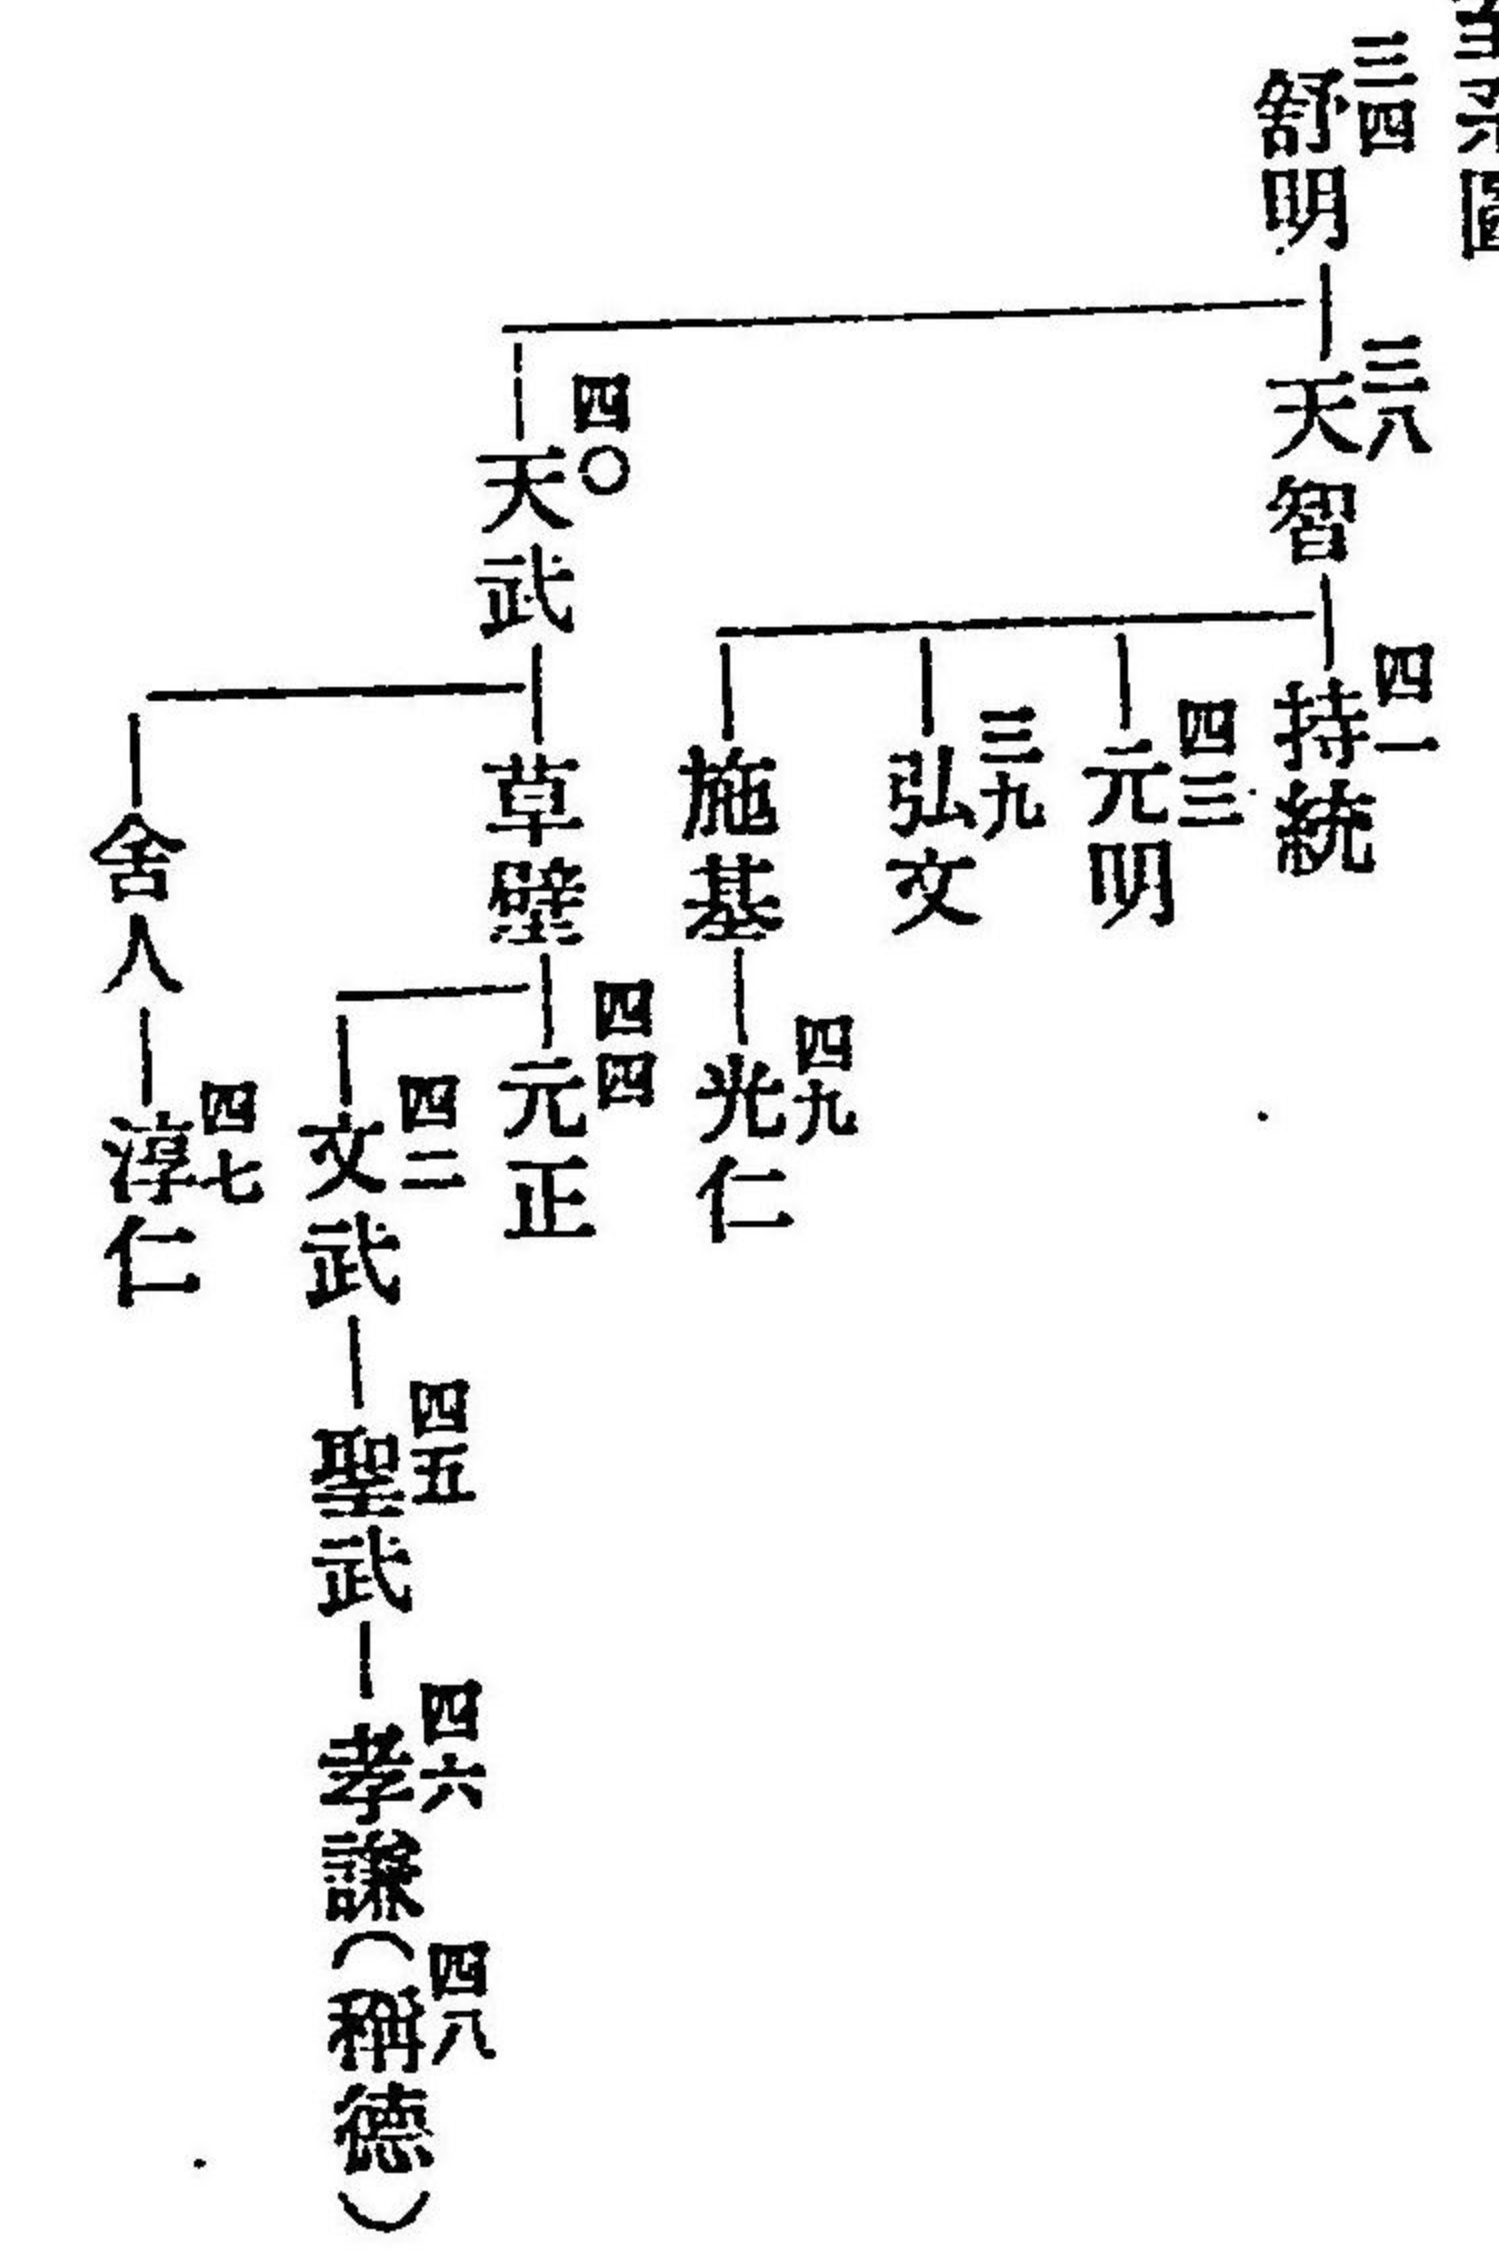 系圖
三四
舒明
三八
天智
四一
持統
四三
元明
三九
弘文
施基
四九
光仁
四〇
天武
草壁
四四
元正
四二
文武
四五
聖武
四六
孝謙(稱德)
四八
舍人
四七
淳仁